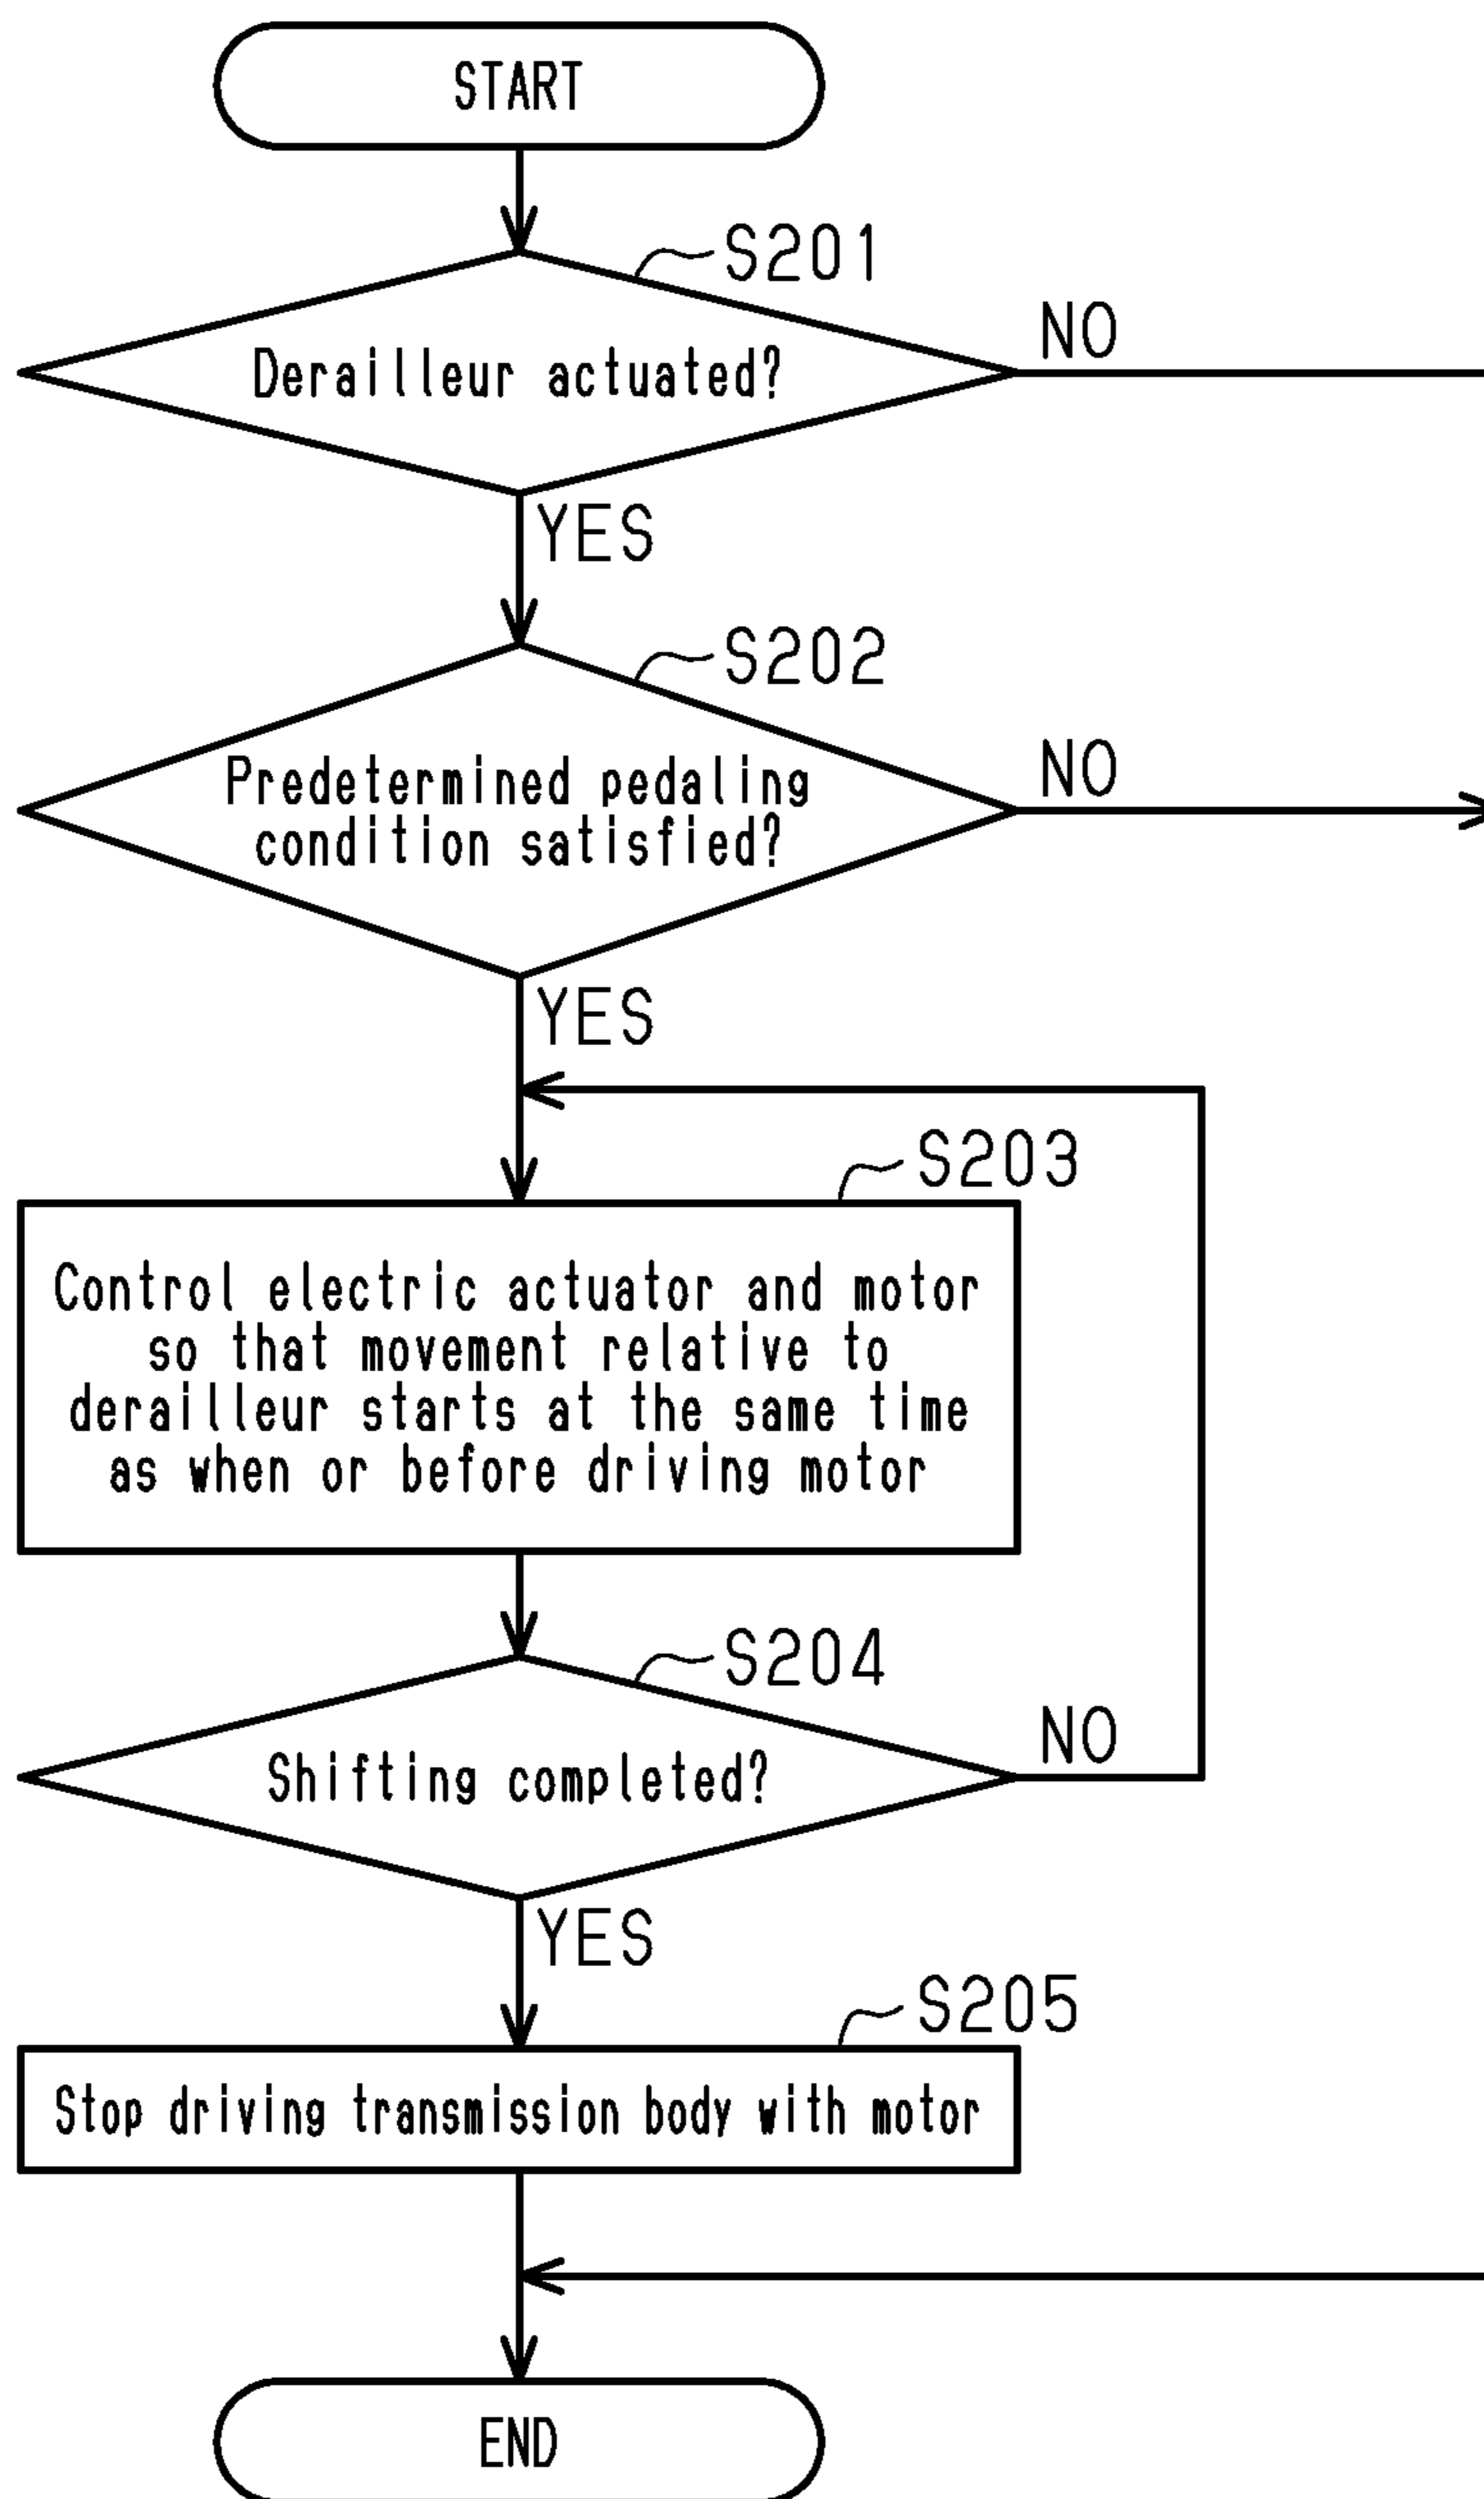 START
S201
NO
Derailleur actuated?
YES
S202
NO
Predetermined pedaling
condition satisfied?
YES
S203
Control electric actuator and motor
so that movement relative to
derailleur starts at the same time
as when or before driving motor
S204
NO
Shifting completed?
YES
S205
Stop driving transmission body with motor
END